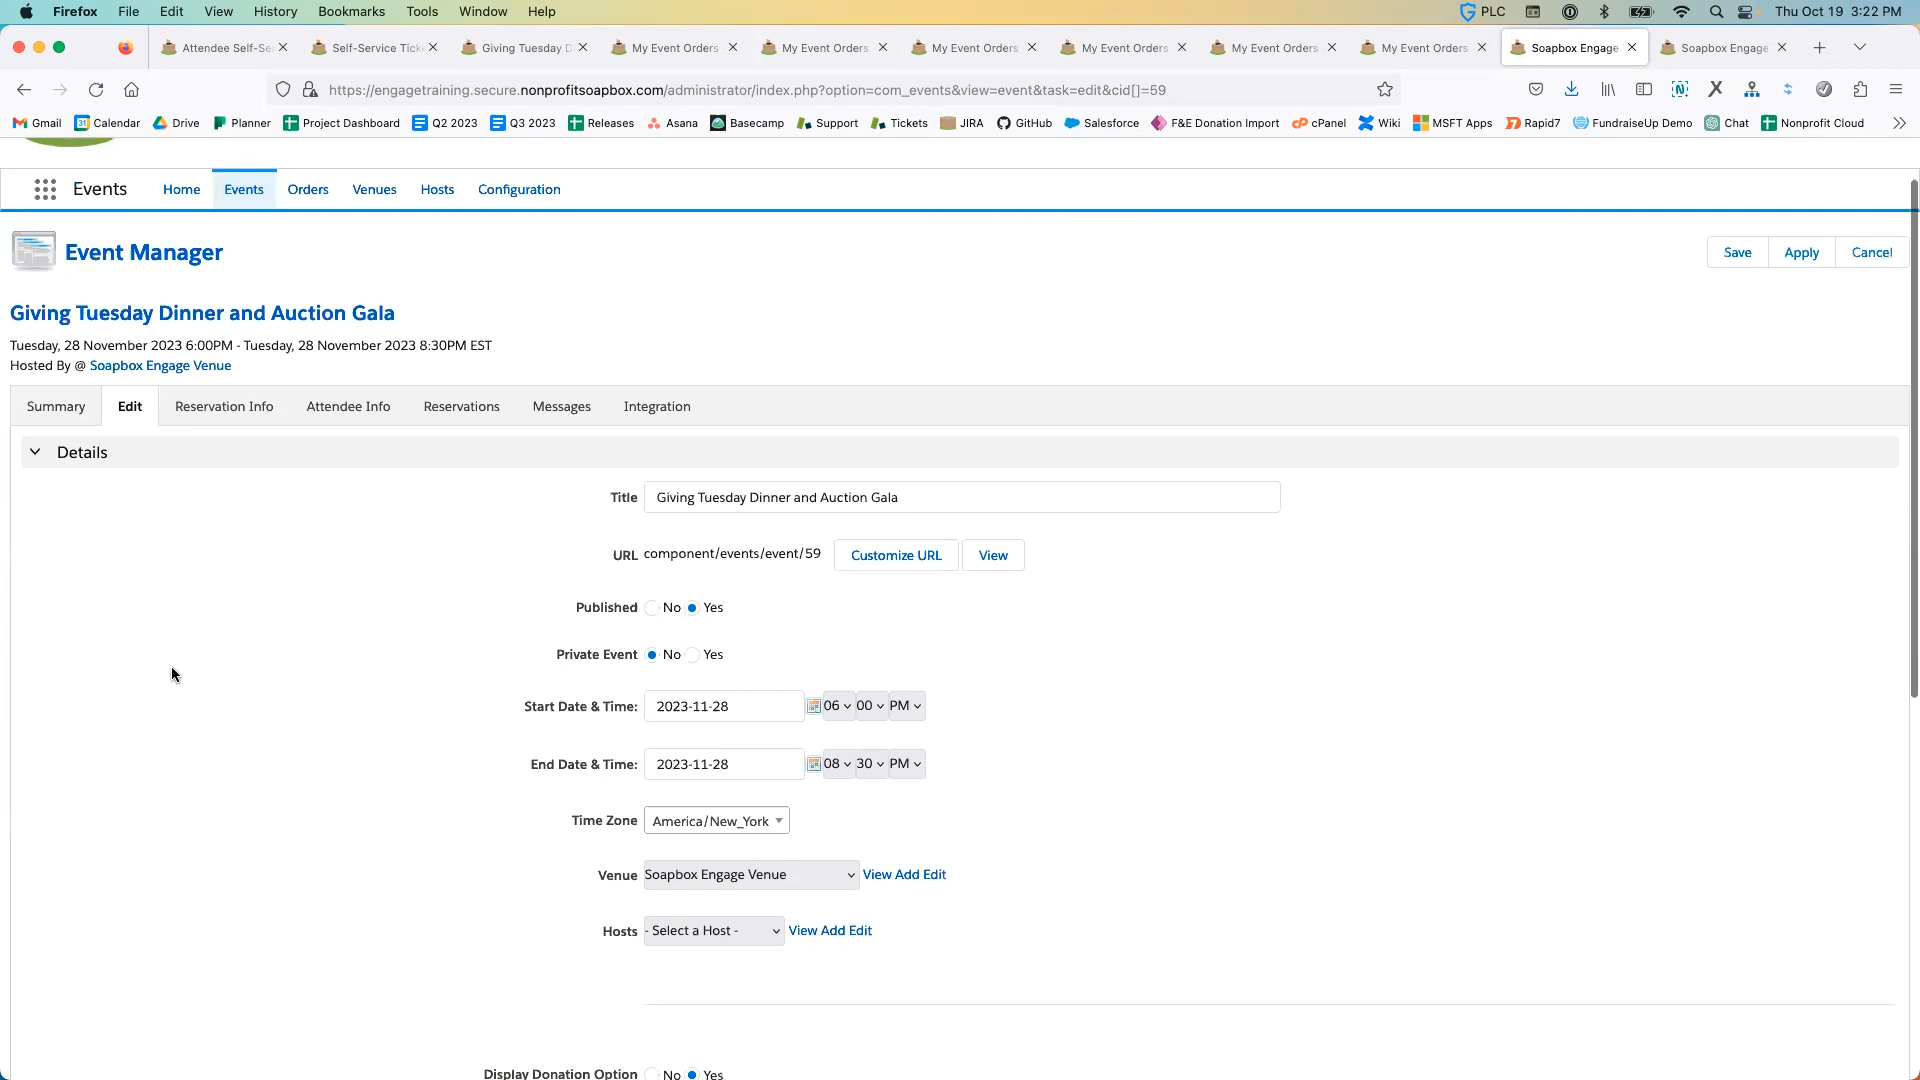 Firefox File Edit View History Bookmarks Tools Window Help PLC Thu Oct 19 3:22 PM
Attendee Self-Se Self-Service Tick Giving Tuesday D My Event Orders My Event Orders My Event Orders My Event Orders My Event Orders My Event Orders Soapbox Engage Soapbox Engage
https://engagetraining.secure.nonprofitsoapbox.com/administrator/index.php?option=com_events&view=event&task=edit&cid[]=59
Gmail Calendar Drive Planner Project Dashboard Q2 2023 Q3 2023 Releases Asana Basecamp Support Tickets JIRA GitHub Salesforce F&E Donation Import cPanel Wiki MSFT Apps Rapid7 FundraiseUp Demo Chat Nonprofit Cloud
Events Home Events Orders Venues Hosts Configuration
Event Manager Save Apply Cancel
Giving Tuesday Dinner and Auction Gala
Tuesday, 28 November 2023 6:00PM - Tuesday, 28 November 2023 8:30PM EST
Hosted By @ Soapbox Engage Venue
Summary Edit Reservation Info Attendee Info Reservations Messages Integration
Details
Title Giving Tuesday Dinner and Auction Gala
URL component/events/event/59 Customize URL View
Published No Yes
Private Event No Yes
Start Date & Time: 2023-11-28 06 00 PM
End Date & Time: 2023-11-28 08 30 PM
Time Zone America/New_York
Venue Soapbox Engage Venue View Add Edit
Hosts - Select a Host - View Add Edit
Display Donation Option No Yes